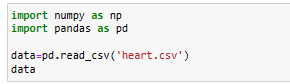 import numpy as np
import pandas as pd
data=pd.read_csv('heart.csv')
data